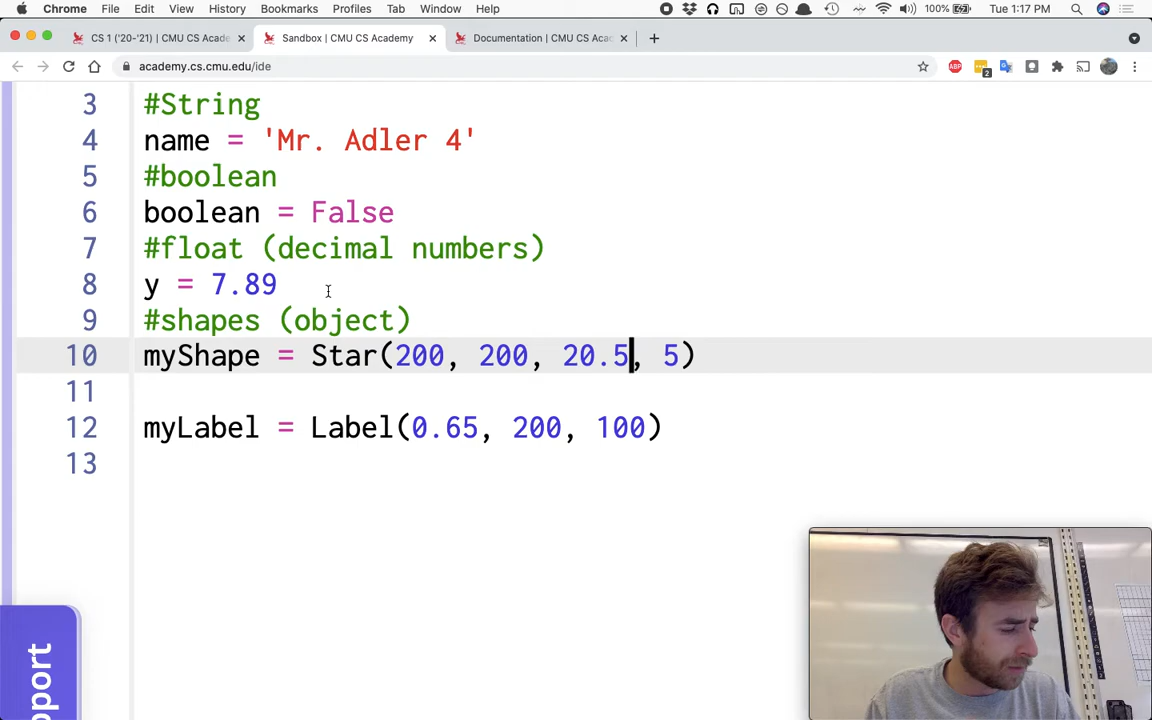 Chrome File Edit View History Bookmarks Profiles Tab Window Help 100% Tue 1:17 PM
CS 1 ('20-'21) | CMU CS Acade Sandbox | CMU CS Academy Documentation | CMU CS Aca
academy.cs.cmu.edu/ide
ABP 2
3 #String
4 name = 'Mr. Adler 4'
5 #boolean
6 boolean = False
7 #float (decimal numbers)
8 y = 7.89
9 #shapes (object)
10 myShape = Star(200, 200, 20.5, 5)
11
12 myLabel = Label(0.65, 200, 100)
13
pport